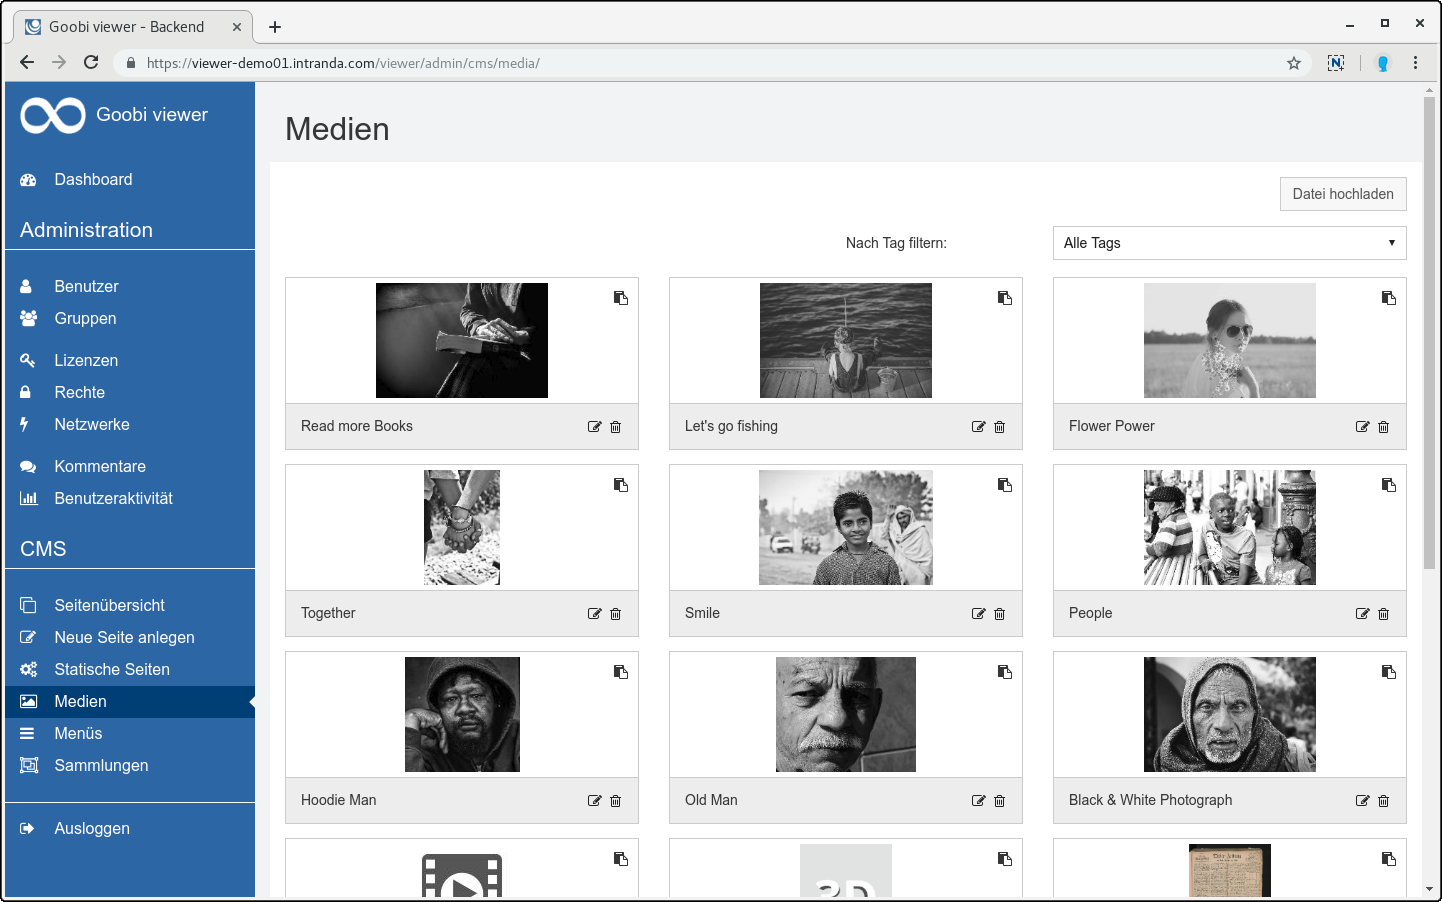 Goobi viewer - Backend
https://viewer-demo01.intranda.com/viewer/admin/cms/media/
Goobi viewer
Dashboard
Administration
Benutzer
Gruppen
Lizenzen
Rechte
Netzwerke
Kommentare
Benutzeraktivität
CMS
Seitenübersicht
Neue Seite anlegen
Statische Seiten
Medien
Menüs
Sammlungen
Ausloggen
Medien
Datei hochladen
Nach Tag filtern:
Alle Tags
Read more Books
Let's go fishing
Flower Power
Together
Smile
People
Hoodie Man
Old Man
Black & White Photograph
3D